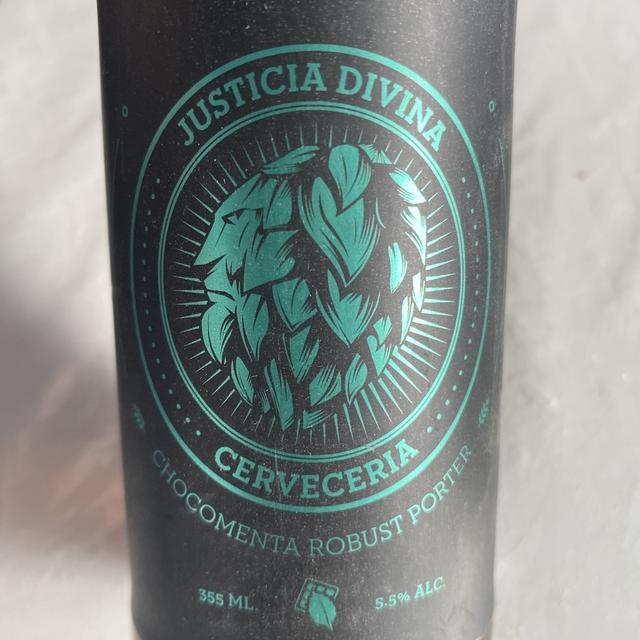 JUSTICIA DIVINA
CERVECERIA
CHOCOMENTA ROBUST PORTER
355 ML.
5.5% ALC.